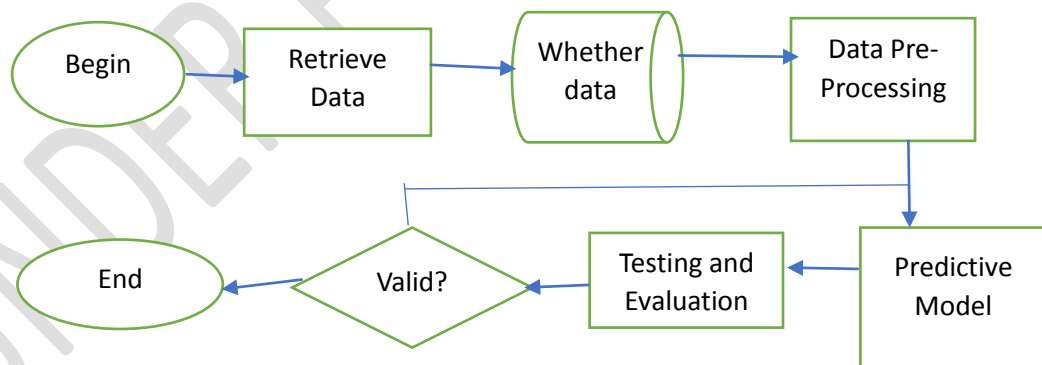 Begin
Retrieve
Data
Whether
data
Data Pre-
Processing
End
Valid?
Testing and
Evaluation
Predictive
Model